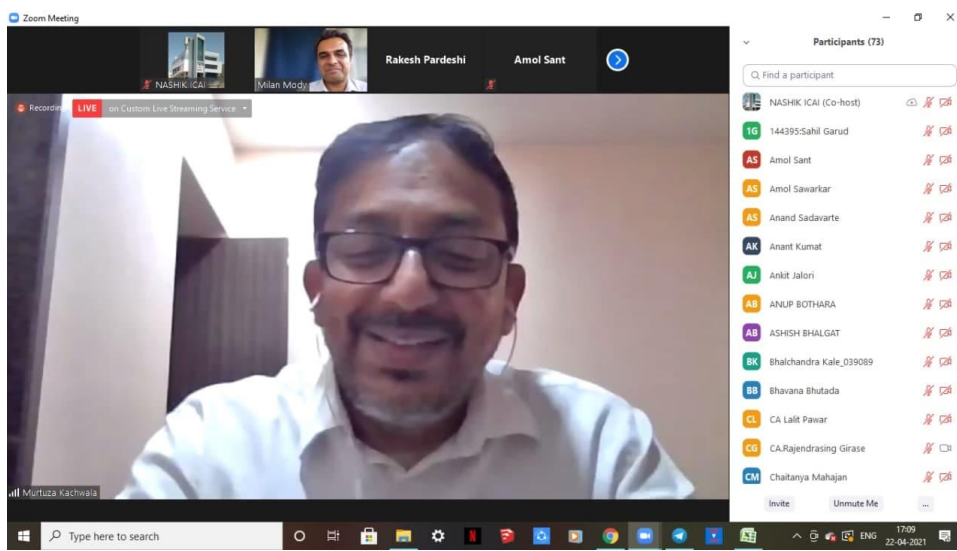 Zoom Meeting
NASHIK ICAI
Milan Mody
Rakesh Pardeshi
Amol Sant
Recording
LIVE on Custom Live Streaming Service
Murtuza Kachwala
Participants (73)
Find a participant
NASHIK ICAI (Co-host)
1G 144395:Sahil Garud
AS Amol Sant
AS Amol Sawarkar
AS Anand Sadavarte
AK Anant Kumat
AJ Ankit Jalori
AB ANUP BOTHARA
AB ASHISH BHALGAT
BK Bhalchandra Kale_039089
BB Bhavana Bhutada
CL CA Lalit Pawar
CG CA.Rajendrasing Girase
CM Chaitanya Mahajan
Invite Unmute Me ...
Type here to search
ENG
17:09
22-04-2021